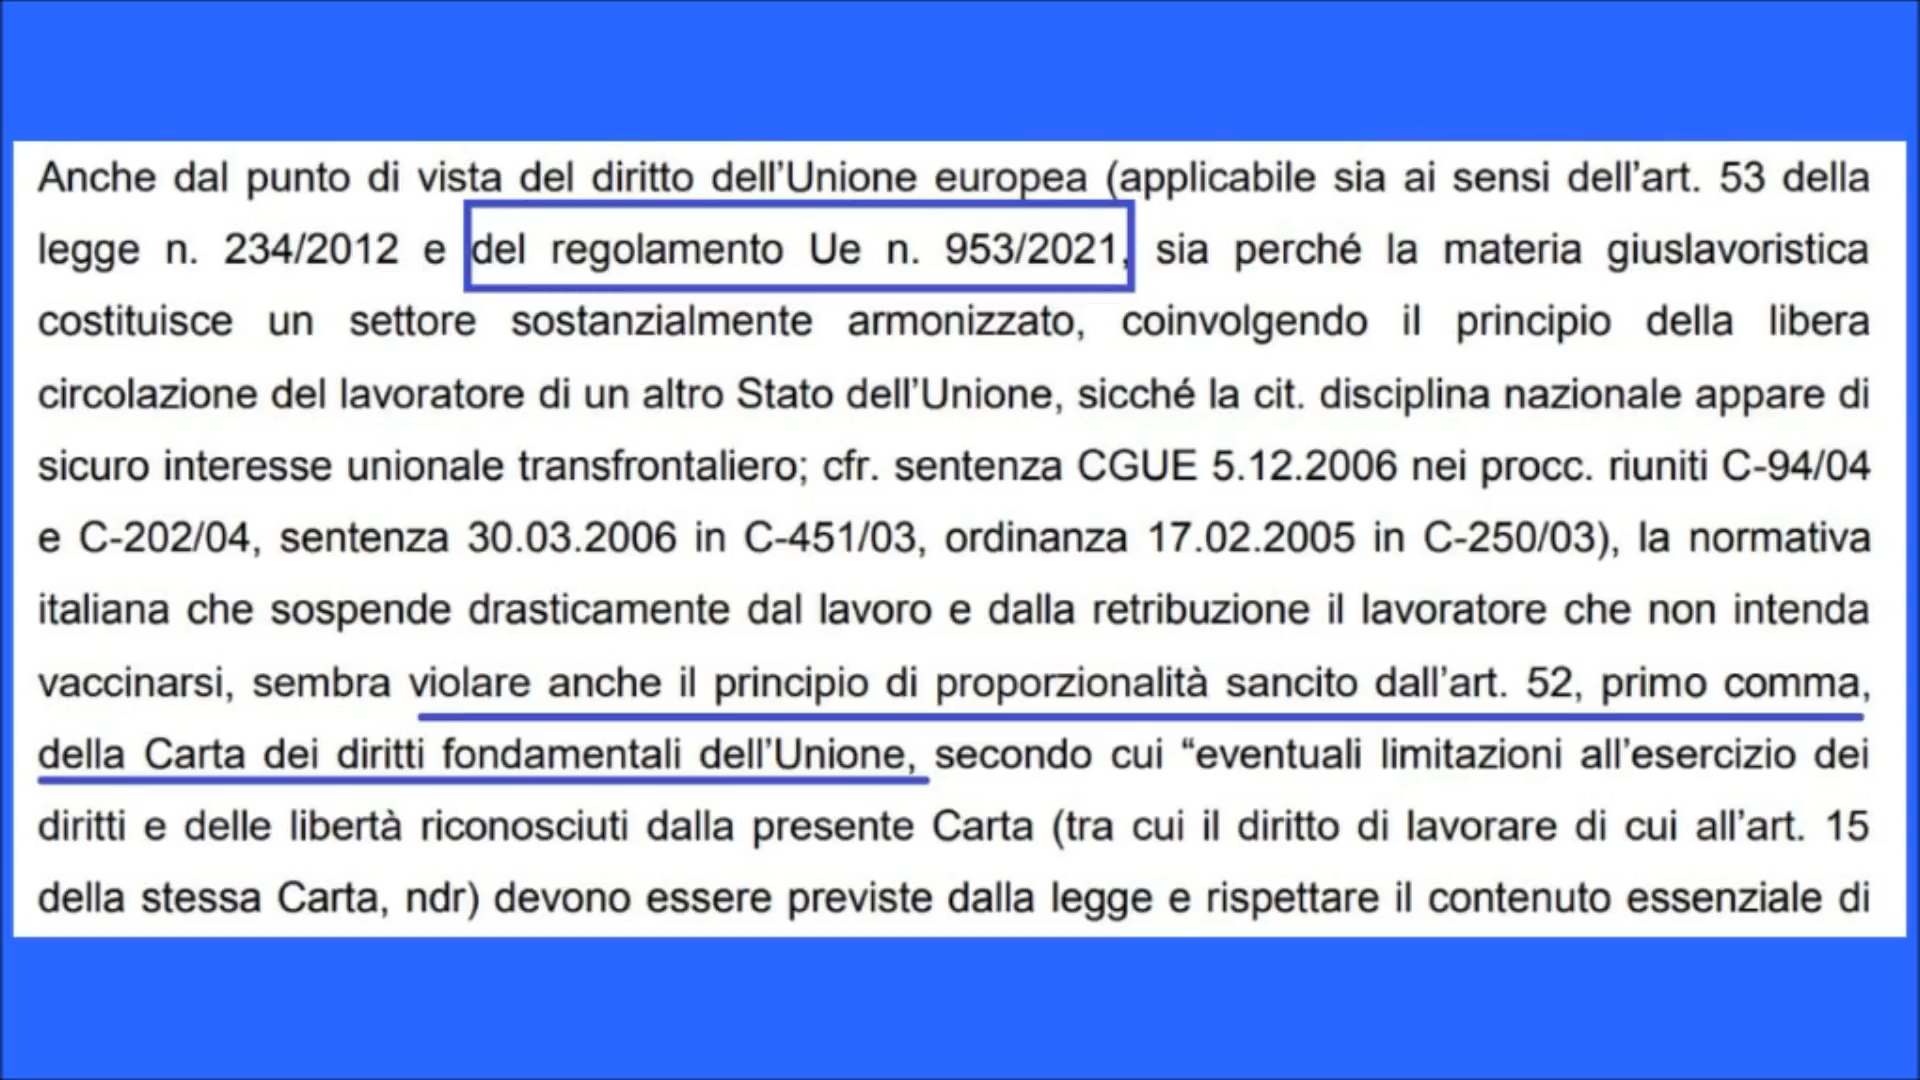 Anche dal punto di vista del diritto dell'Unione europea (applicabile sia ai sensi dell'art. 53 della
legge n. 234/2012 e del regolamento Ue n. 953/2021, sia perché la materia giuslavoristica
costituisce un settore sostanzialmente armonizzato, coinvolgendo il principio della libera
circolazione del lavoratore di un altro Stato dell'Unione, sicché la cit. disciplina nazionale appare di
sicuro interesse unionale transfrontaliero; cfr. sentenza CGUE 5.12.2006 nei procc. riuniti C-94/04
e C-202/04, sentenza 30.03.2006 in C-451/03, ordinanza 17.02.2005 in C-250/03), la normativa
italiana che sospende drasticamente dal lavoro e dalla retribuzione il lavoratore che non intenda
vaccinarsi, sembra violare anche il principio di proporzionalità sancito dall'art. 52, primo comma,
della Carta dei diritti fondamentali dell'Unione, secondo cui “eventuali limitazioni all'esercizio dei
diritti e delle libertà riconosciuti dalla presente Carta (tra cui il diritto di lavorare di cui all'art. 15
della stessa Carta, ndr) devono essere previste dalla legge e rispettare il contenuto essenziale di